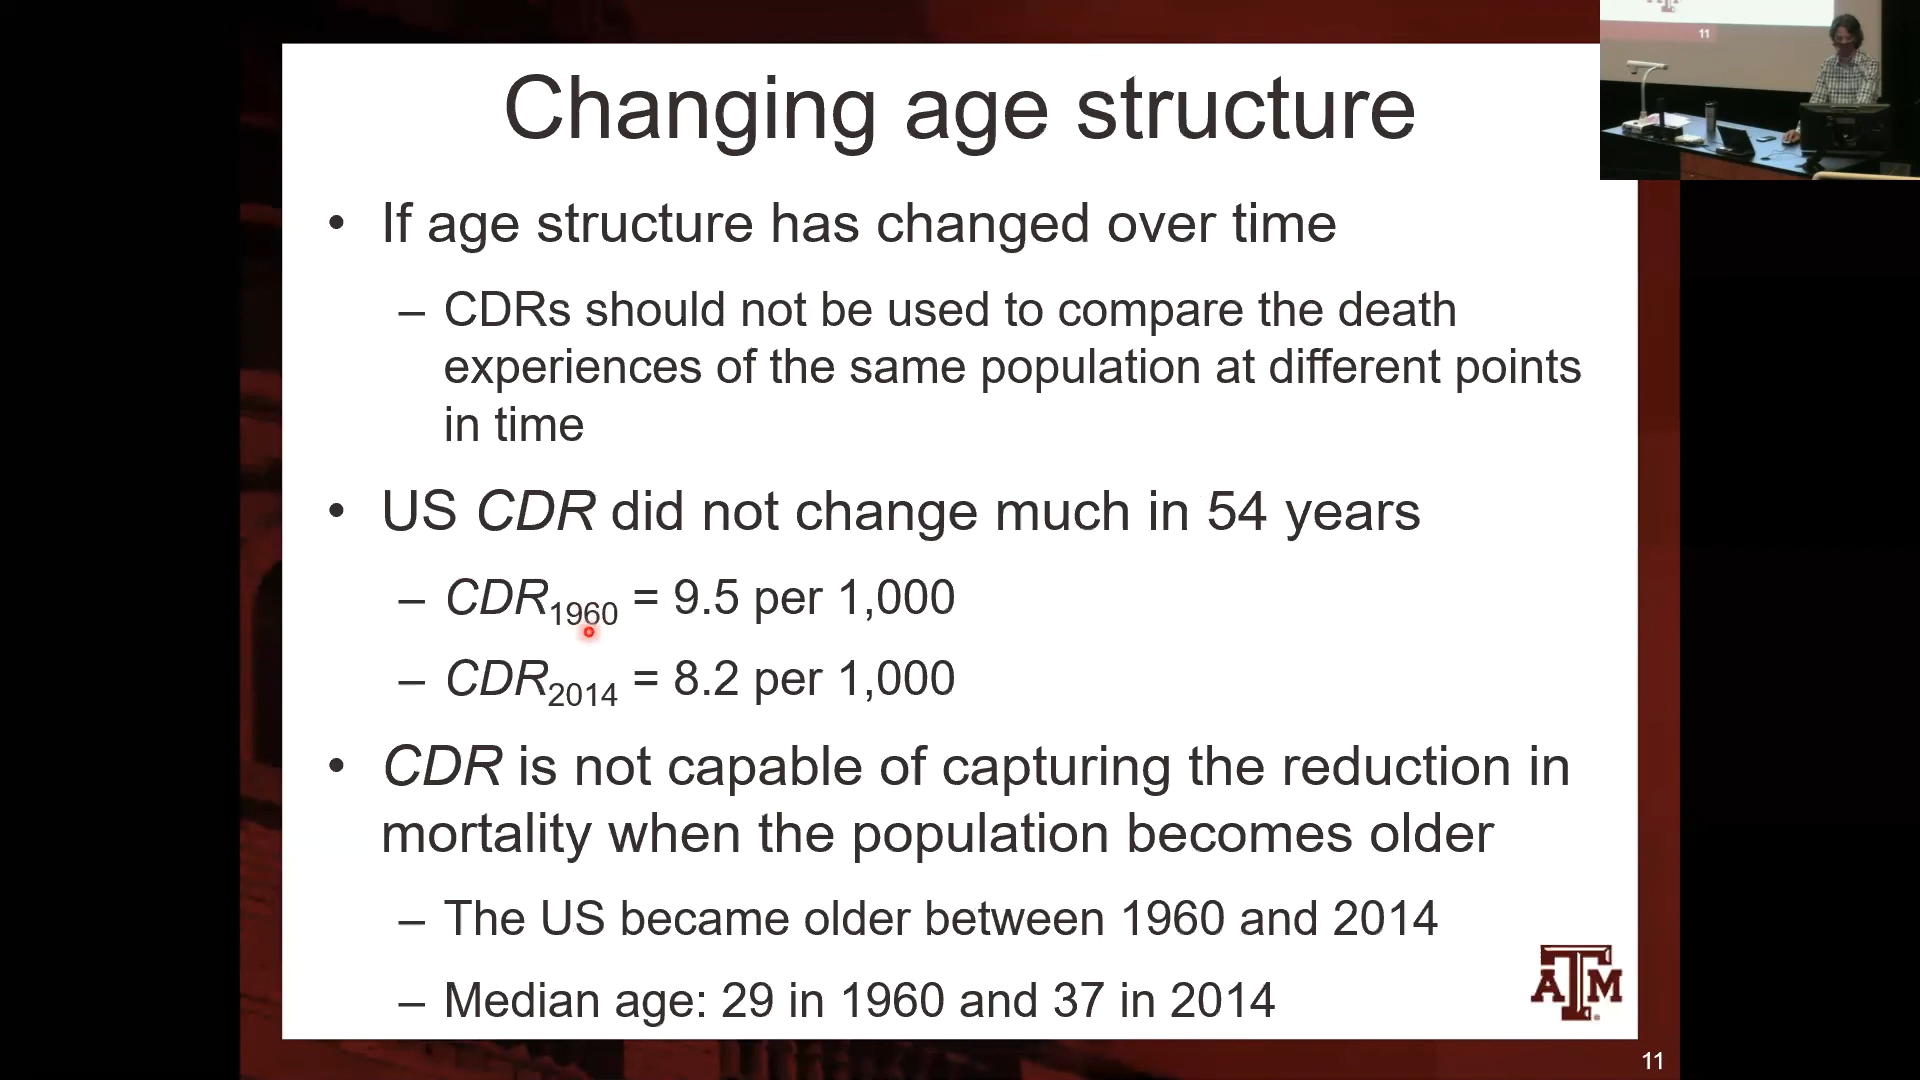 Changing age structure
11
• If age structure has changed over time
– CDRs should not be used to compare the death
experiences of the same population at different points
in time
• US CDR did not change much in 54 years
– CDR1960 = 9.5 per 1,000
– CDR2014 = 8.2 per 1,000
• CDR is not capable of capturing the reduction in
mortality when the population becomes older
– The US became older between 1960 and 2014
– Median age: 29 in 1960 and 37 in 2014
ATM
11